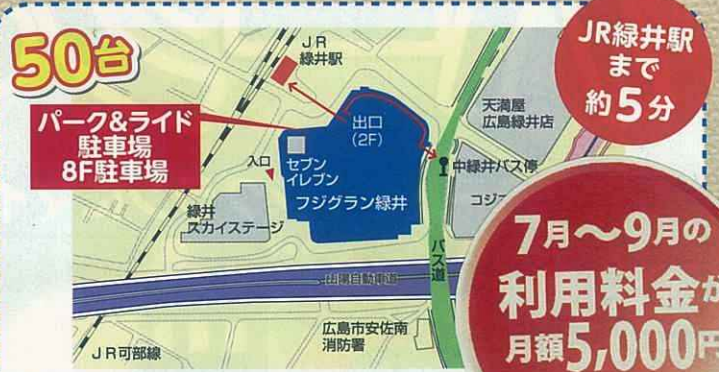 50台
JR
緑井駅
JR緑井駅
まで
約5分
パーク&ライド
駐車場
8F駐車場
出口
(2F)
天満屋
広島緑井店
入口
セブン
イレブン
フジグラン緑井
中緑井バス停
緑井
スカイステージ
コジ
バス道
7月～9月の
利用料金が
月額5,000円
山陽自動車道
広島市安佐南
消防署
JR可部線